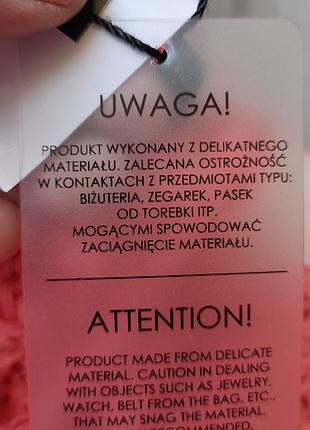 UWAGA!
PRODUKT WYKONANY Z DELIKATNEGO
MATERIAŁU. ZALECANA OSTROŻNOŚĆ
W KONTAKTACH Z PRZEDMIOTAMI TYPU:
BIŻUTERIA, ZEGAREK, PASEK
OD TOREBKI ITP.
MOGĄCYMI SPOWODOWAĆ
ZACIĄGNIĘCIE MATERIAŁU.
ATTENTION!
PRODUCT MADE FROM DELICATE
MATERIAL. CAUTION IN DEALING
WITH OBJECTS SUCH AS JEWELRY,
WATCH, BELT FROM THE BAG, ETC.,
THAT MAY SNAG THE MATERIAL.
RECOMMENDED.